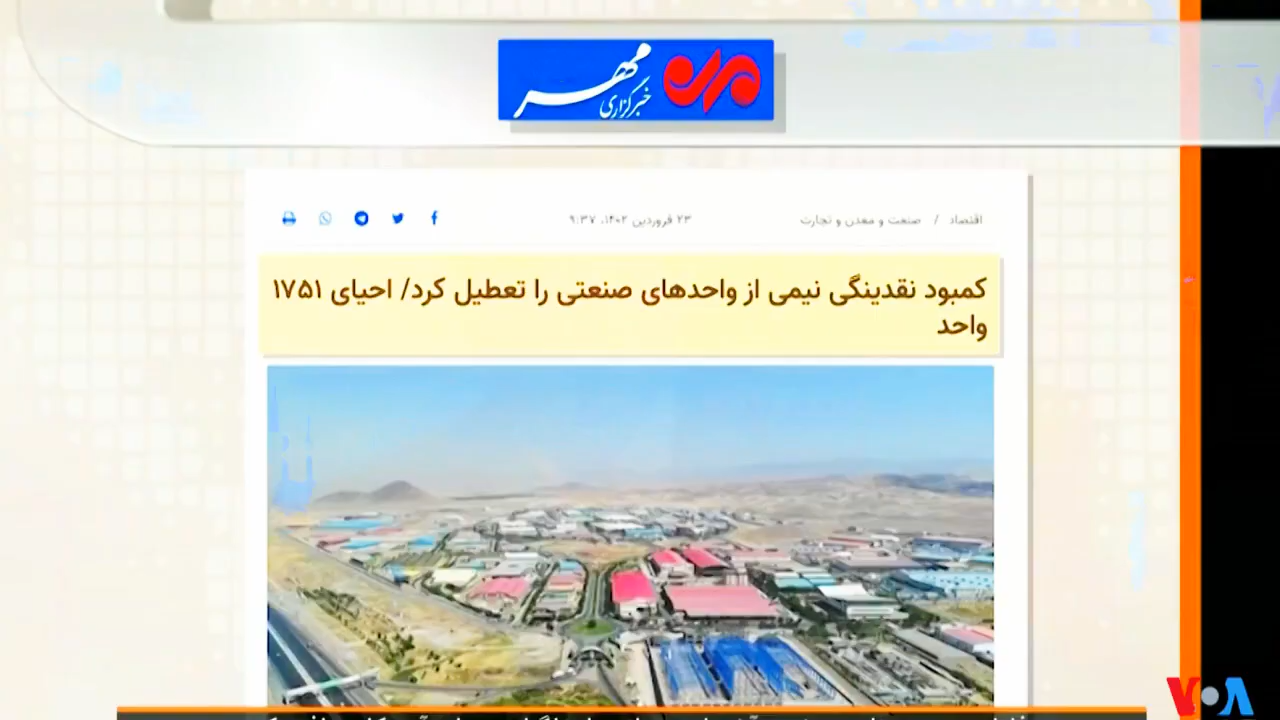 مهر
خبرگزاری
اقتصاد / صنعت و معدن و تجارت
۲۳ فروردین ۱۴۰۲، ۹:۳۷
کمبود نقدینگی نیمی از واحدهای صنعتی را تعطیل کرد/ احیای ۱۷۵۱
واحد
VOA